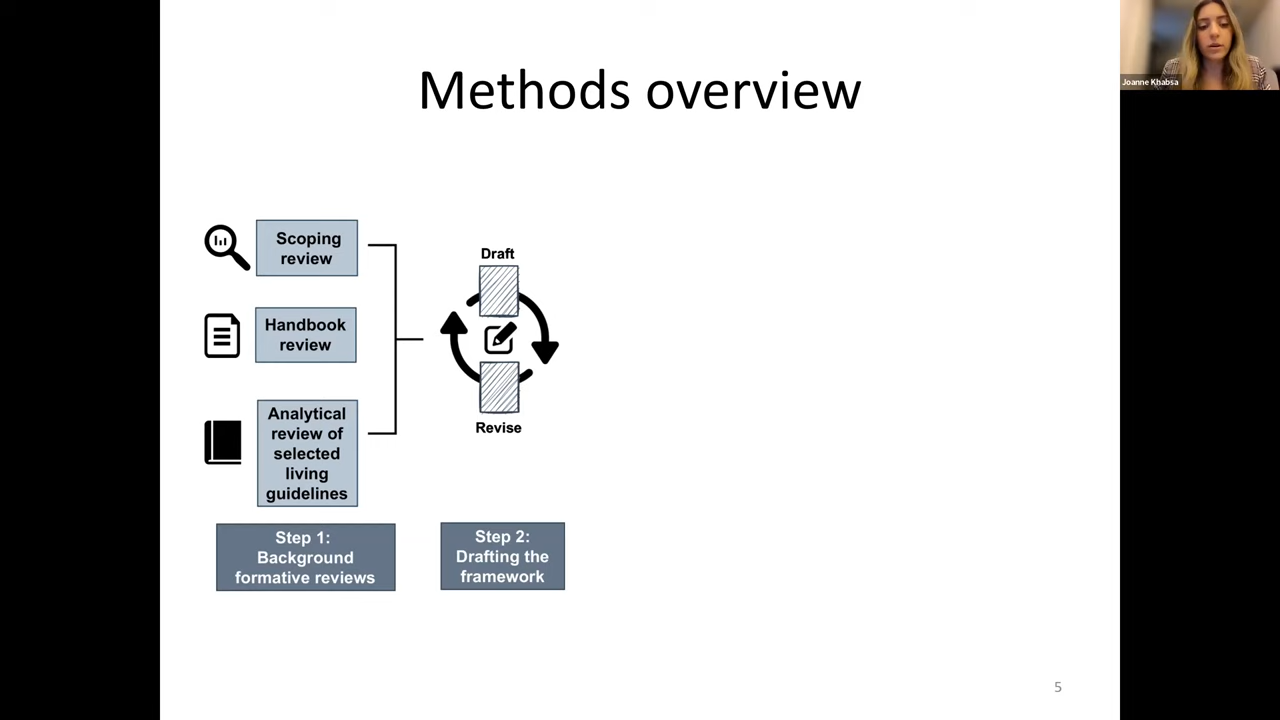 Methods overview
Joanne Khabsa
Scoping
review
Handbook
review
Analytical
review of
selected
living
guidelines
Draft
Revise
Step 1:
Background
formative reviews
Step 2:
Drafting the
framework
5